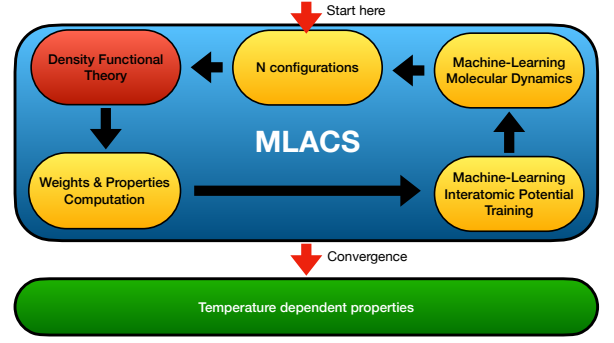 Start here
Density Functional
Theory
N configurations
Machine-Learning
Molecular Dynamics
MLACS
Weights & Properties
Computation
Machine-Learning
Interatomic Potential
Training
Convergence
Temperature dependent properties